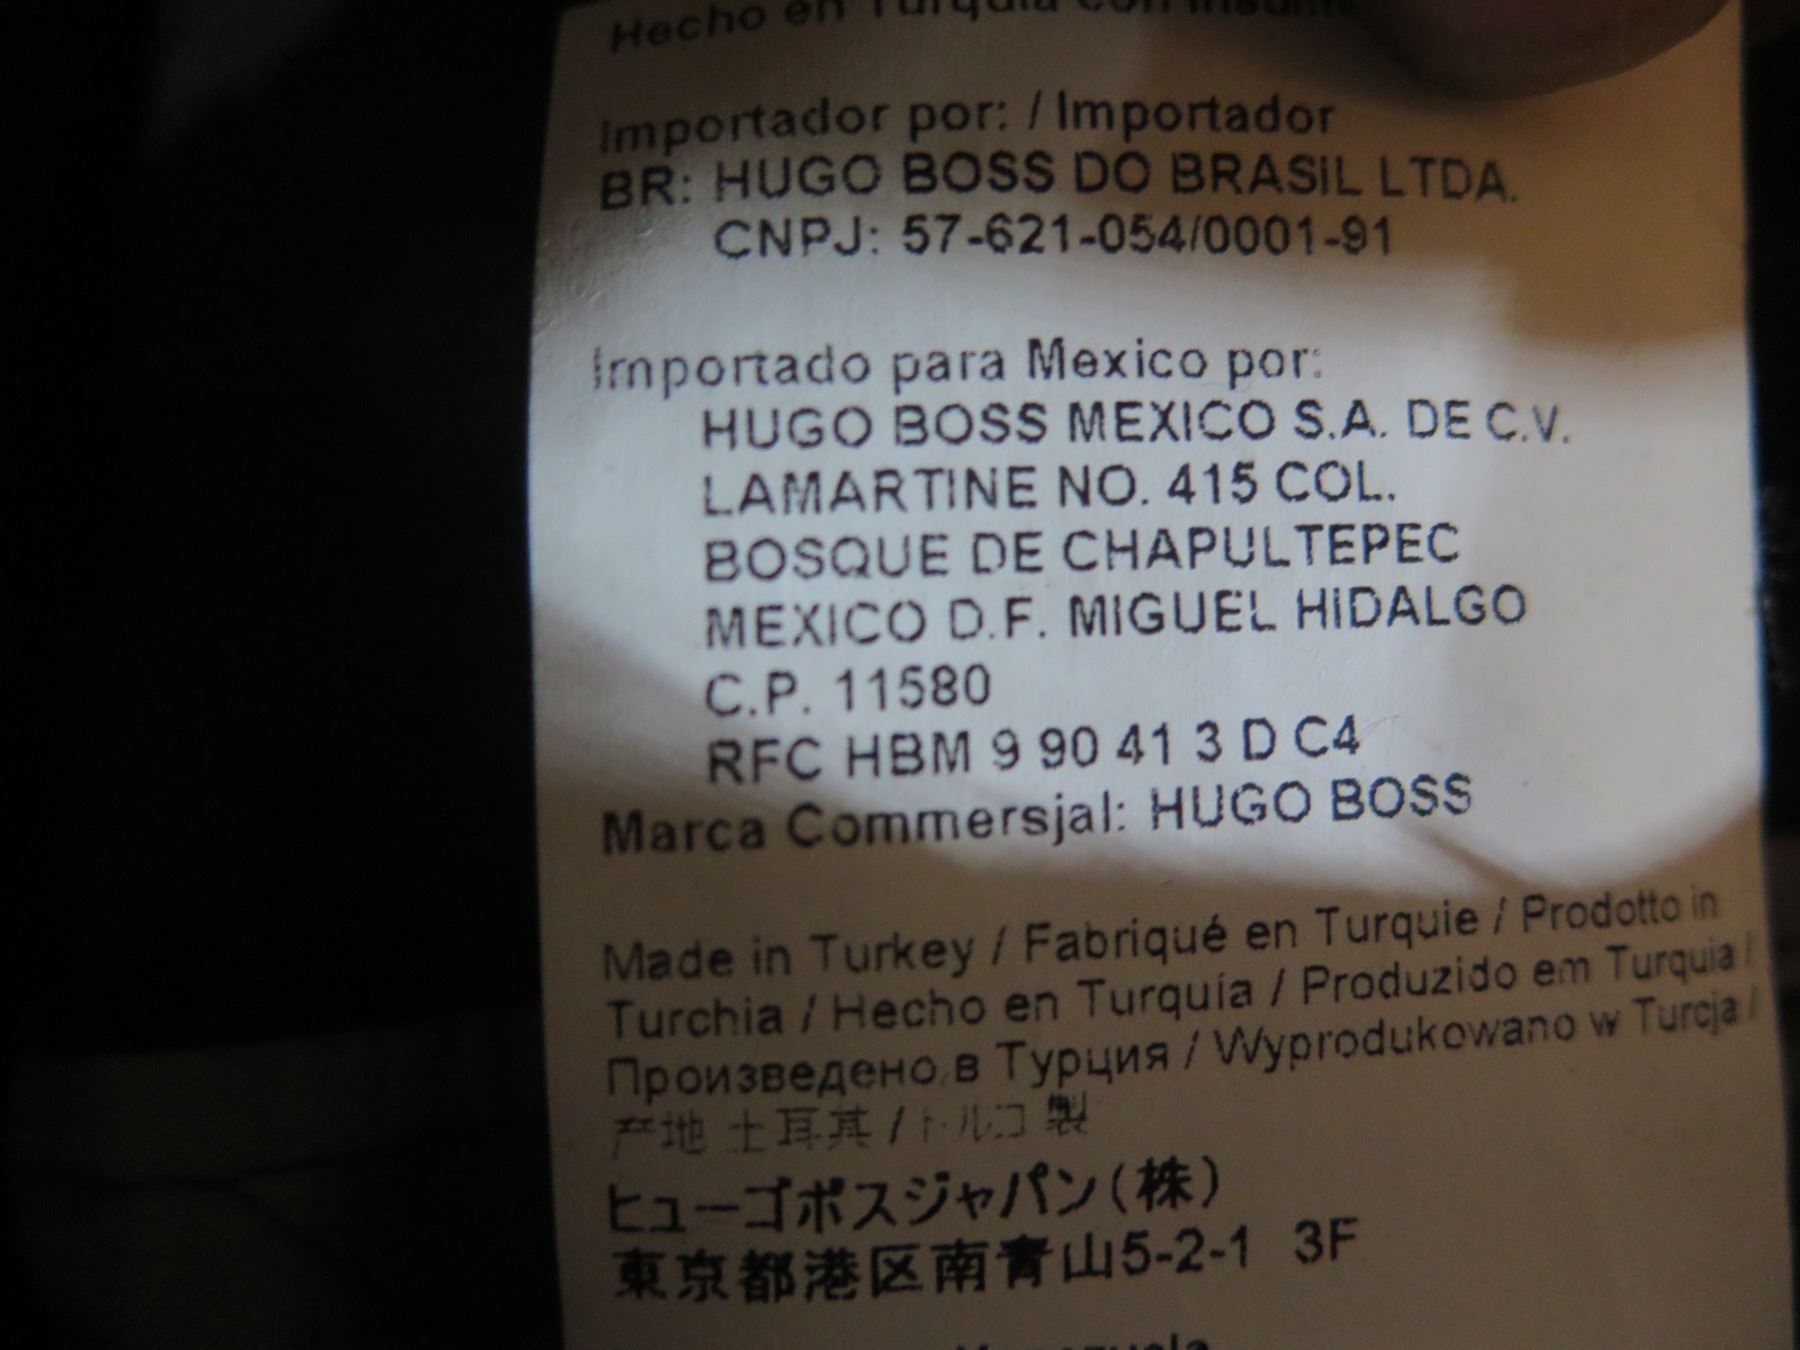 Hecho en Turquia con
Importador por: / Importador
BR: HUGO BOSS DO BRASIL LTDA.
CNPJ: 57-621-054/0001-91
Importado para Mexico por:
HUGO BOSS MEXICO S.A. DE C.V.
LAMARTINE NO. 415 COL.
BOSQUE DE CHAPULTEPEC
MEXICO D.F. MIGUEL HIDALGO
C.P. 11580
RFC HBM 9 90 41 3 D C4
Marca Commersjal: HUGO BOSS
Made in Turkey / Fabriqué en Turquie / Prodotto in
Turchia / Hecho en Turquía / Produzido em Turquia /
Произведено в Турция / Wyprodukowano w Turcja /
产地 土耳其 / トルコ 製
ヒューゴボスジャパン(株)
東京都港区南青山5-2-1 3F